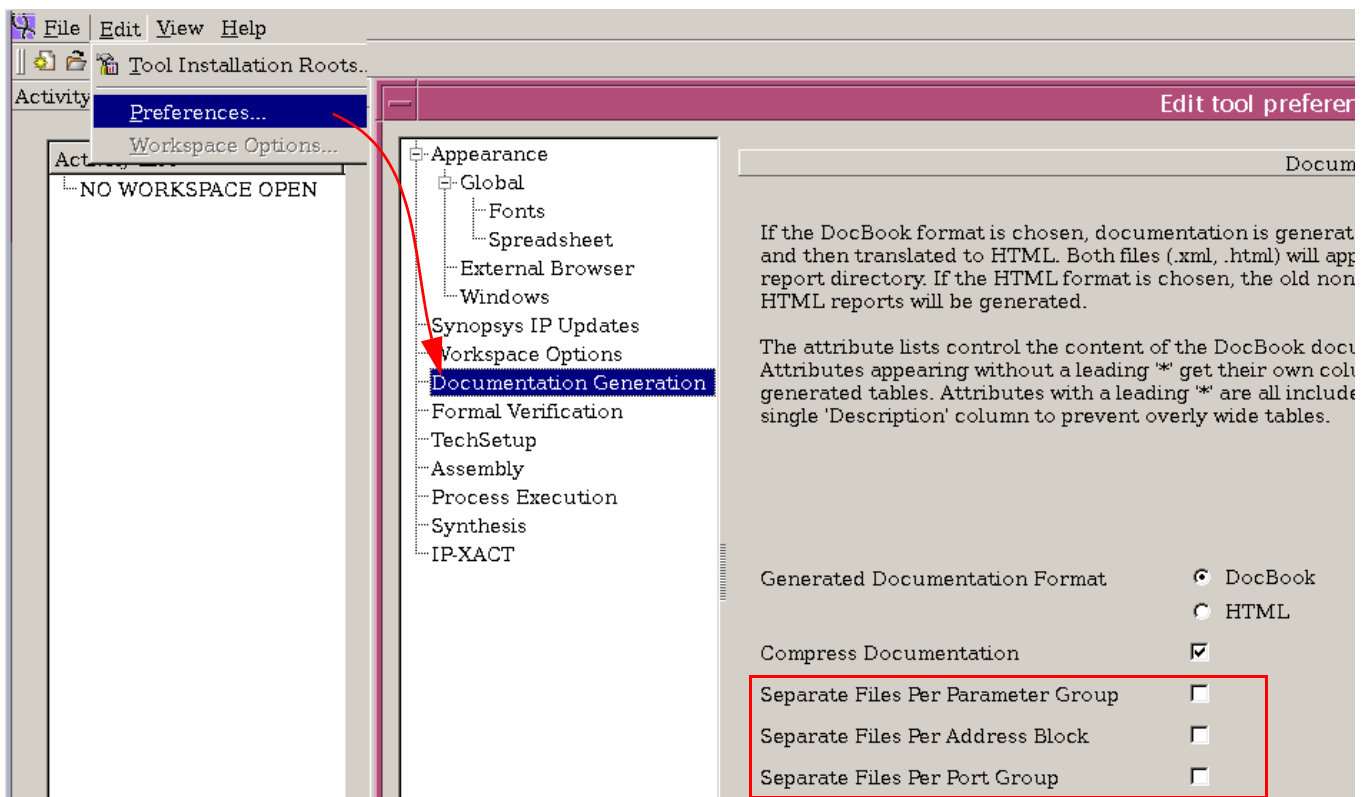 File Edit View Help
Tool Installation Roots..
Activity
Preferences...
Edit tool preferen
Workspace Options...
NO WORKSPACE OPEN
Appearance
Global
Fonts
Spreadsheet
External Browser
Windows
Synopsys IP Updates
Workspace Options
Documentation Generation
Formal Verification
TechSetup
Assembly
Process Execution
Synthesis
IP-XACT
Docum
If the DocBook format is chosen, documentation is generat
and then translated to HTML. Both files (.xml, .html) will app
report directory. If the HTML format is chosen, the old non
HTML reports will be generated.
The attribute lists control the content of the DocBook docu
Attributes appearing without a leading '*' get their own colu
generated tables. Attributes with a leading '*' are all include
single 'Description' column to prevent overly wide tables.
Generated Documentation Format DocBook
HTML
Compress Documentation
Separate Files Per Parameter Group
Separate Files Per Address Block
Separate Files Per Port Group